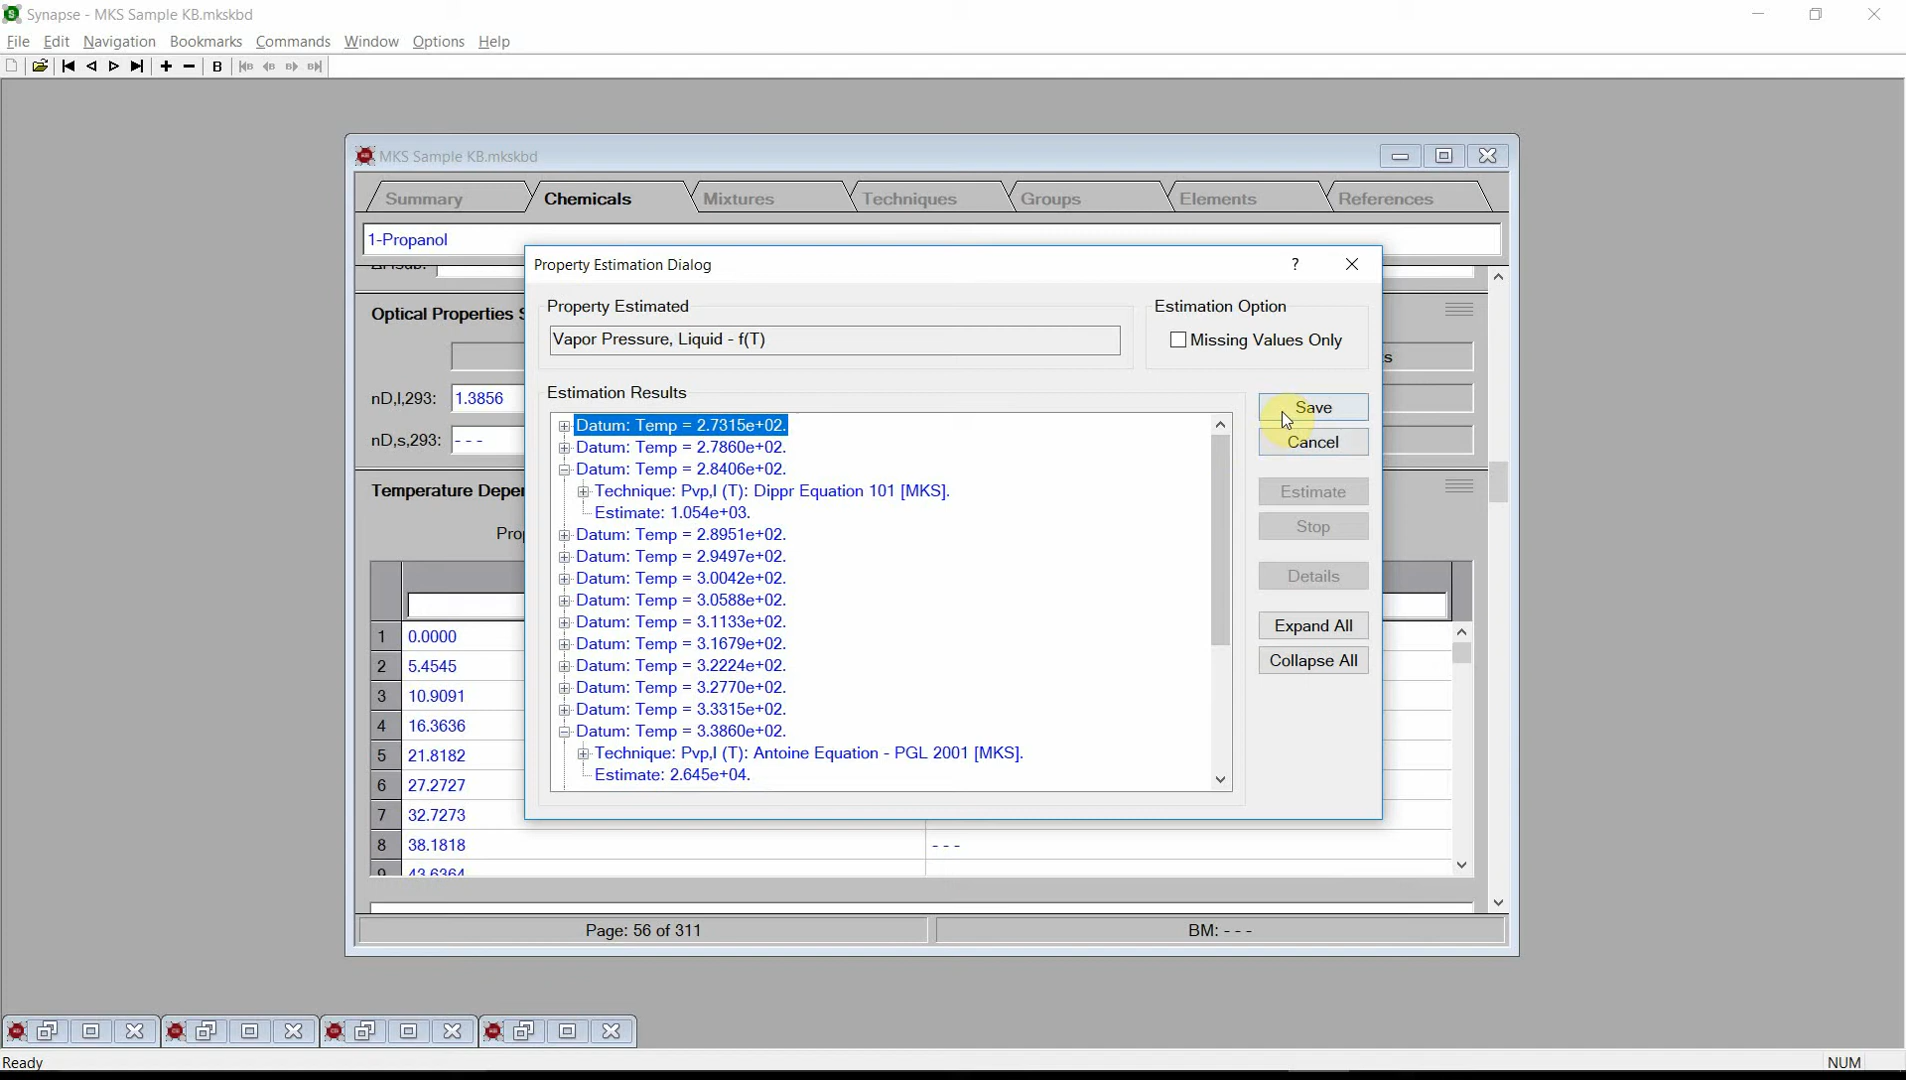 Synapse - MKS Sample KB.mkskbd
File Edit Navigation Bookmarks Commands Window Options Help
B
MKS Sample KB.mkskbd
Summary Chemicals Mixtures Techniques Groups Elements References
1-Propanol
Optical Properties S
nD,l,293: 1.3856
nD,s,293: - - -
Temperature Depen
Prop
1 0.0000
2 5.4545
3 10.9091
4 16.3636
5 21.8182
6 27.2727
7 32.7273
8 38.1818 - - -
9 43.6364
Property Estimation Dialog ?
Property Estimated
Vapor Pressure, Liquid - f(T)
Estimation Option
Missing Values Only
Estimation Results
Datum: Temp = 2.7315e+02.
Datum: Temp = 2.7860e+02.
Datum: Temp = 2.8406e+02.
Technique: Pvp,l (T): Dippr Equation 101 [MKS].
Estimate: 1.054e+03.
Datum: Temp = 2.8951e+02.
Datum: Temp = 2.9497e+02.
Datum: Temp = 3.0042e+02.
Datum: Temp = 3.0588e+02.
Datum: Temp = 3.1133e+02.
Datum: Temp = 3.1679e+02.
Datum: Temp = 3.2224e+02.
Datum: Temp = 3.2770e+02.
Datum: Temp = 3.3315e+02.
Datum: Temp = 3.3860e+02.
Technique: Pvp,l (T): Antoine Equation - PGL 2001 [MKS].
Estimate: 2.645e+04.
Save
Cancel
Estimate
Stop
Details
Expand All
Collapse All
Page: 56 of 311 BM: - - -
Ready NUM